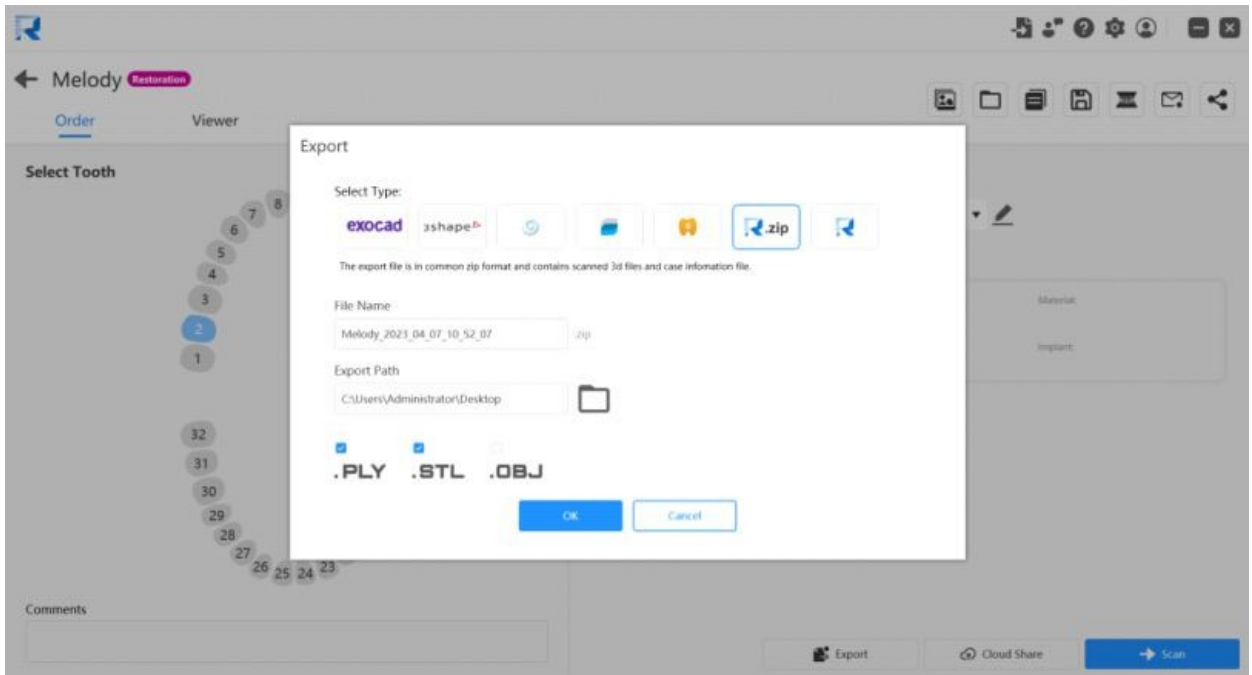 Melody Restoration
Order Viewer
Select Tooth
8
7
6
5
4
3
2
1
32
31
30
29
28
27
26 25 24 23
Export
Select Type:
exocad 3shape R.zip
The export file is in common zip format and contains scanned 3d files and case infomation file.
File Name
Melody_2023_04_07_10_52_07 .zip
Export Path
C:\Users\Administrator\Desktop
.PLY .STL .OBJ
OK Cancel
Material:
Implant:
Comments
Export Cloud Share Scan